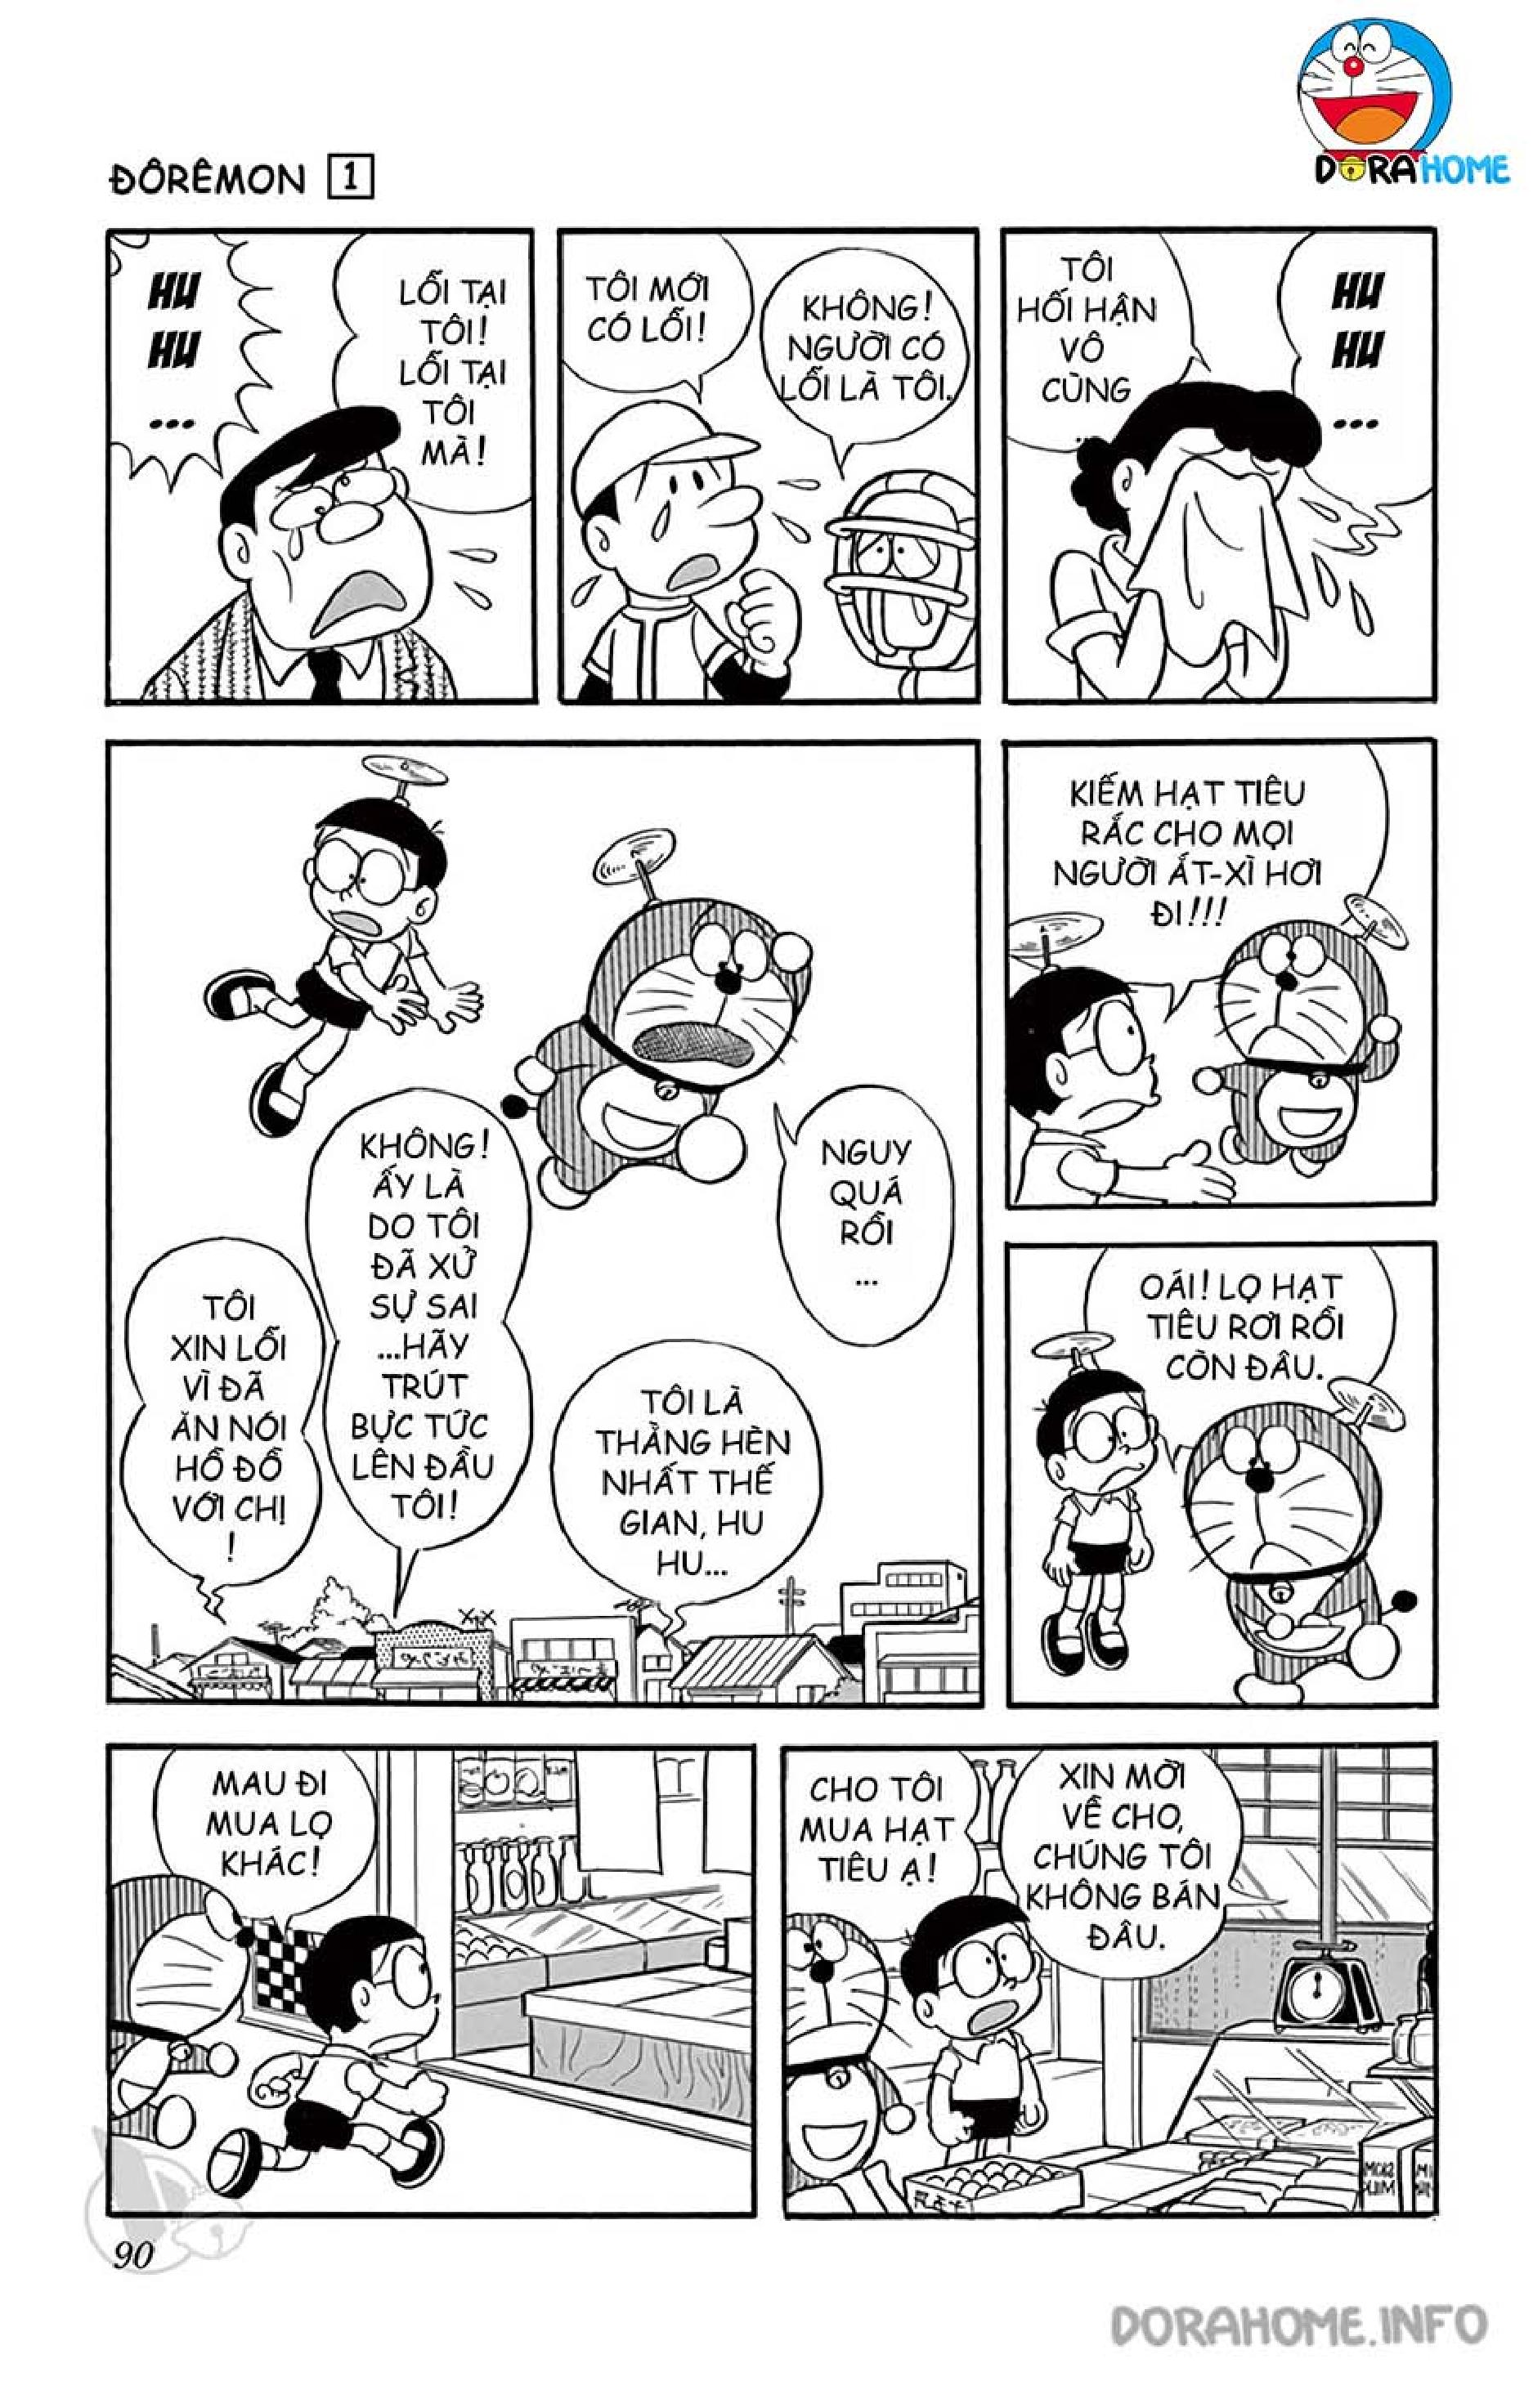 DORAHOME
ĐÔRÊMON 1
HU
HU
...
LỖI TẠI
TÔI!
LỖI TẠI
TÔI
MÀ!
TÔI MỚI
CÓ LỖI!
KHÔNG!
NGƯỜI CÓ
LỖI LÀ TÔI.
TÔI
HỐI HẬN
VÔ
CÙNG
...
HU
HU
...
TÔI
XIN LỖI
VÌ ĐÃ
ĂN NÓI
HỒ ĐỒ
VỚI CHỊ
!
KHÔNG!
ẤY LÀ
DO TÔI
ĐÃ XỬ
SỰ SAI
...HÃY
TRÚT
BỰC TỨC
LÊN ĐẦU
TÔI!
TÔI LÀ
THẰNG HÈN
NHẤT THẾ
GIAN, HU
HU...
NGUY
QUÁ
RỒI
...
KIẾM HẠT TIÊU
RẮC CHO MỌI
NGƯỜI ẮT-XÌ HƠI
ĐI!!!
OÁI! LỌ HẠT
TIÊU RƠI RỒI
CÒN ĐÂU.
MAU ĐI
MUA LỌ
KHÁC!
CHO TÔI
MUA HẠT
TIÊU Ạ!
XIN MỜI
VỀ CHO,
CHÚNG TÔI
KHÔNG BÁN
ĐÂU.
90
DORAHOME.INFO